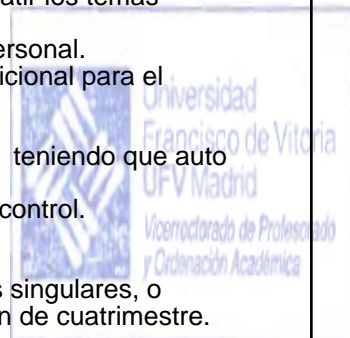 atir los temas
ersonal.
icional para el
teniendo que auto
control.
s singulares, o
n de cuatrimestre.
Universidad
Francisco de Vitoria
UFV Madrid
Vicerrectorado de Profesorado
y Ordenación Académica